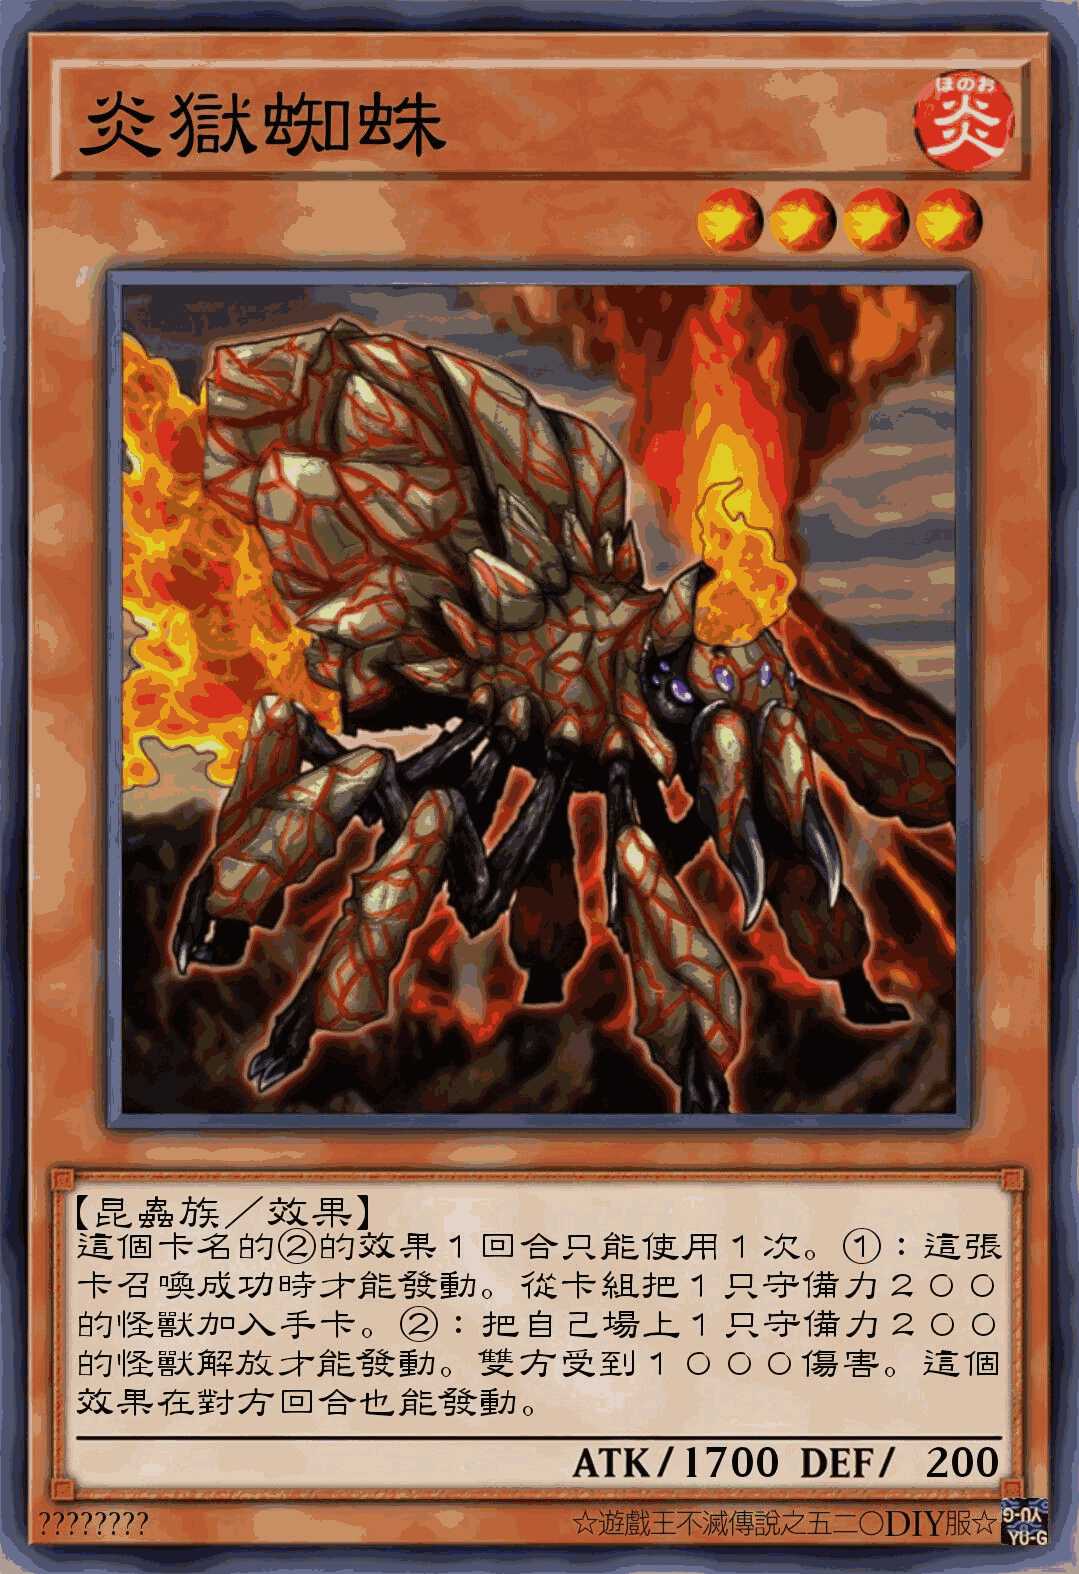 炎獄蜘蛛
ほのお
炎
【昆蟲族／效果】
這個卡名的②的效果１回合只能使用１次。①：這張
卡召喚成功時才能發動。從卡組把１只守備力２００
的怪獸加入手卡。②：把自己場上１只守備力２００
的怪獸解放才能發動。雙方受到１０００傷害。這個
效果在對方回合也能發動。
ATK/1700 DEF/ 200
????????
☆遊戲王不滅傳說之五二○DIY服☆
YU-G
YU-G